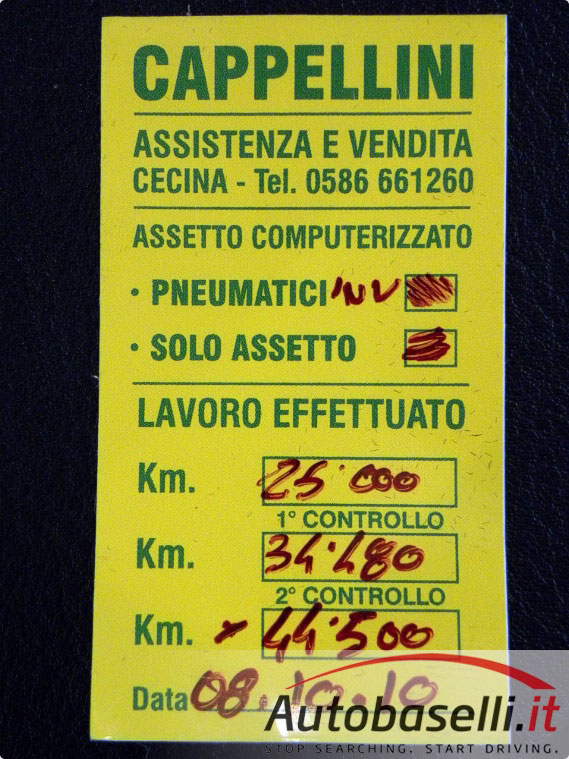 CAPPELLINI
ASSISTENZA E VENDITA
CECINA - Tel. 0586 661260
ASSETTO COMPUTERIZZATO
• PNEUMATICI INV
• SOLO ASSETTO
LAVORO EFFETTUATO
Km. 25.000
1° CONTROLLO
Km. 34.480
2° CONTROLLO
Km. 44.500
Data 08.10.10
Autobaselli.it
STOP SEARCHING. START DRIVING.